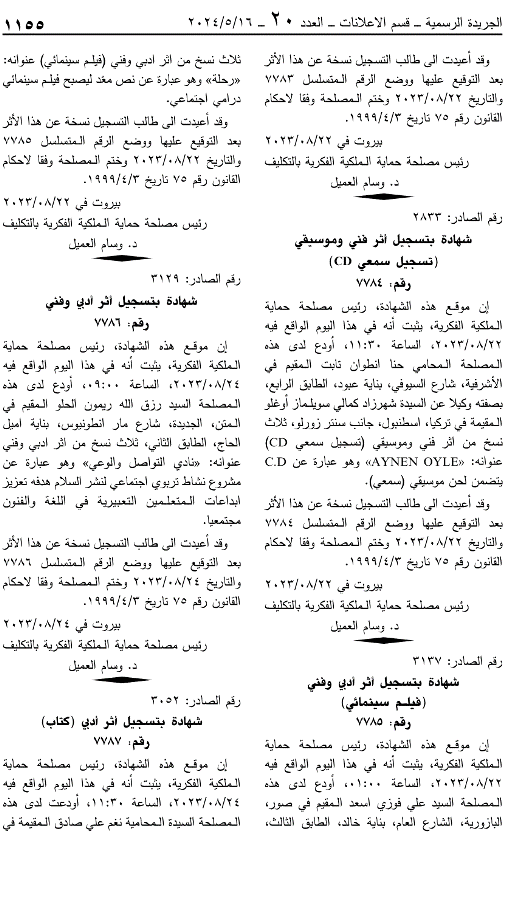 الجريدة الرسمية ـ قسم الاعلانات ـ العدد ٢٠ ـ ٢٠٢٤/٥/١٦
١١٥٥
وقد أعيدت الى طالب التسجيل نسخة عن هذا الأثر
بعد التوقيع عليها ووضع الرقم المتسلسل ٧٧٨٣
والتاريخ ٢٠٢٣/٠٨/٢٢ وختم المصلحة وفقا لاحكام
القانون رقم ٧٥ تاريخ ١٩٩٩/٤/٣.
بيروت في ٢٠٢٣/٠٨/٢٢
رئيس مصلحة حماية الملكية الفكرية بالتكليف
د. وسام العميل
رقم الصادر: ٢٨٣٣
شهادة بتسجيل أثر فني وموسيقي
(تسجيل سمعي CD)
رقم: ٧٧٨٤
إن موقع هذه الشهادة، رئيس مصلحة حماية
الملكية الفكرية، يثبت أنه في هذا اليوم الواقع فيه
٢٠٢٣/٠٨/٢٢، الساعة ١١:٣٠، أودع لدى هذه
المصلحة المحامي حنا انطوان تابت المقيم في
الأشرفية، شارع السيوفي، بناية عبود، الطابق الرابع،
بصفته وكيلا عن السيدة شهرزاد كمالي سويلماز أوغلو
المقيمة في تركيا، اسطنبول، جانب سنتر زورلو، ثلاث
نسخ من اثر فني وموسيقي (تسجيل سمعي CD)
عنوانه: «AYNEN OYLE» وهو عبارة عن C.D
يتضمن لحن موسيقي (سمعي).
وقد أعيدت الى طالب التسجيل نسخة عن هذا الأثر
بعد التوقيع عليها ووضع الرقم المتسلسل ٧٧٨٤
والتاريخ ٢٠٢٣/٠٨/٢٢ وختم المصلحة وفقا لاحكام
القانون رقم ٧٥ تاريخ ١٩٩٩/٤/٣.
بيروت في ٢٠٢٣/٠٨/٢٢
رئيس مصلحة حماية الملكية الفكرية بالتكليف
د. وسام العميل
رقم الصادر: ٣١٣٧
شهادة بتسجيل أثر أدبي وفني
(فيلم سينمائي)
رقم: ٧٧٨٥
إن موقع هذه الشهادة، رئيس مصلحة حماية
الملكية الفكرية، يثبت أنه في هذا اليوم الواقع فيه
٢٠٢٣/٠٨/٢٢، الساعة ٠١:٠٠، أودع لدى هذه
المصلحة السيد علي فوزي اسعد المقيم في صور،
البازورية، الشارع العام، بناية خالد، الطابق الثالث،
ثلاث نسخ من اثر ادبي وفني (فيلم سينمائي) عنوانه:
«رحلة» وهو عبارة عن نص مغد ليصبح فيلم سينمائي
درامي اجتماعي.
وقد أعيدت الى طالب التسجيل نسخة عن هذا الأثر
بعد التوقيع عليها ووضع الرقم المتسلسل ٧٧٨٥
والتاريخ ٢٠٢٣/٠٨/٢٢ وختم المصلحة وفقا لاحكام
القانون رقم ٧٥ تاريخ ١٩٩٩/٤/٣.
بيروت في ٢٠٢٣/٠٨/٢٢
رئيس مصلحة حماية الملكية الفكرية بالتكليف
د. وسام العميل
رقم الصادر: ٣١٢٩
شهادة بتسجيل أثر أدبي وفني
رقم: ٧٧٨٦
إن موقع هذه الشهادة، رئيس مصلحة حماية
الملكية الفكرية، يثبت أنه في هذا اليوم الواقع فيه
٢٠٢٣/٠٨/٢٤، الساعة ٠٩:٠٠، أودع لدى هذه
المصلحة السيد رزق الله ريمون الحلو المقيم في
المتن، الجديدة، شارع مار انطونيوس، بناية اميل
الحاج، الطابق الثاني، ثلاث نسخ من اثر ادبي وفني
عنوانه: «نادي التواصل والوعي» وهو عبارة عن
مشروع نشاط تربوي اجتماعي لنشر السلام هدفه تعزيز
ابداعات المتعلمين التعبيرية في اللغة والفنون
مجتمعيا.
وقد أعيدت الى طالب التسجيل نسخة عن هذا الأثر
بعد التوقيع عليها ووضع الرقم المتسلسل ٧٧٨٦
والتاريخ ٢٠٢٣/٠٨/٢٤ وختم المصلحة وفقا لاحكام
القانون رقم ٧٥ تاريخ ١٩٩٩/٤/٣.
بيروت في ٢٠٢٣/٠٨/٢٤
رئيس مصلحة حماية الملكية الفكرية بالتكليف
د. وسام العميل
رقم الصادر: ٣٠٥٢
شهادة بتسجيل أثر أدبي (كتاب)
رقم: ٧٧٨٧
إن موقع هذه الشهادة، رئيس مصلحة حماية
الملكية الفكرية، يثبت أنه في هذا اليوم الواقع فيه
٢٠٢٣/٠٨/٢٤، الساعة ١١:٣٠، أودعت لدى هذه
المصلحة السيدة المحامية نغم علي صادق المقيمة في